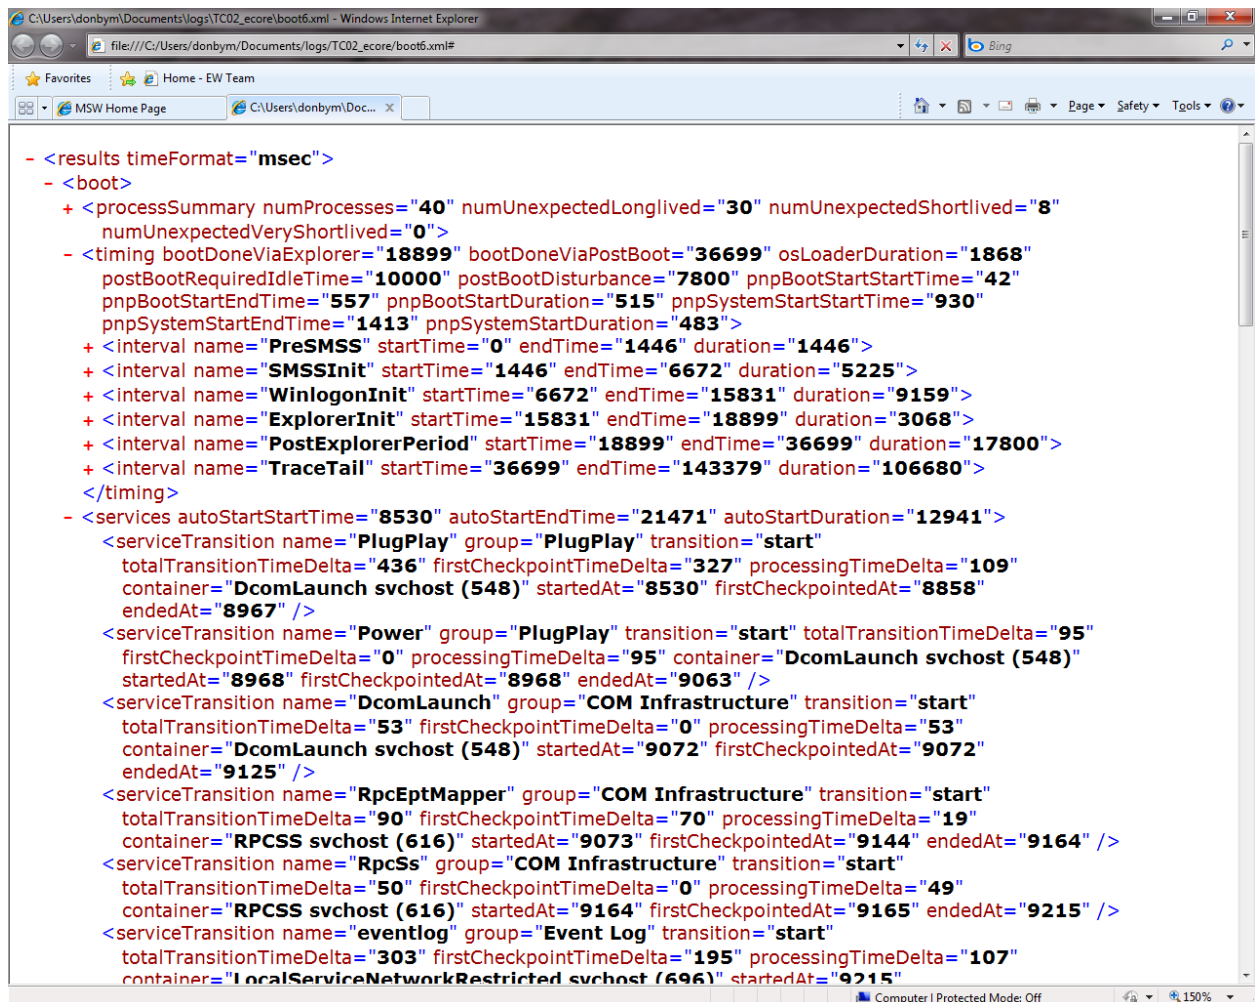 C:\Users\donbym\Documents\logs\TC02_ecore\boot6.xml - Windows Internet Explorer
file:///C:/Users/donbym/Documents/logs/TC02_ecore/boot6.xml#
Bing
Favorites
Home - EW Team
MSW Home Page
C:\Users\donbym\Doc...
Page
Safety
Tools
- <results timeFormat="msec">
- <boot>
+ <processSummary numProcesses="40" numUnexpectedLonglived="30" numUnexpectedShortlived="8"
numUnexpectedVeryShortlived="0">
- <timing bootDoneViaExplorer="18899" bootDoneViaPostBoot="36699" osLoaderDuration="1868"
postBootRequiredIdleTime="10000" postBootDisturbance="7800" pnpBootStartStartTime="42"
pnpBootStartEndTime="557" pnpBootStartDuration="515" pnpSystemStartStartTime="930"
pnpSystemStartEndTime="1413" pnpSystemStartDuration="483">
+ <interval name="PreSMSS" startTime="0" endTime="1446" duration="1446">
+ <interval name="SMSSInit" startTime="1446" endTime="6672" duration="5225">
+ <interval name="WinlogonInit" startTime="6672" endTime="15831" duration="9159">
+ <interval name="ExplorerInit" startTime="15831" endTime="18899" duration="3068">
+ <interval name="PostExplorerPeriod" startTime="18899" endTime="36699" duration="17800">
+ <interval name="TraceTail" startTime="36699" endTime="143379" duration="106680">
</timing>
- <services autoStartStartTime="8530" autoStartEndTime="21471" autoStartDuration="12941">
<serviceTransition name="PlugPlay" group="PlugPlay" transition="start"
totalTransitionTimeDelta="436" firstCheckpointTimeDelta="327" processingTimeDelta="109"
container="DcomLaunch svchost (548)" startedAt="8530" firstCheckpointedAt="8858"
endedAt="8967" />
<serviceTransition name="Power" group="PlugPlay" transition="start" totalTransitionTimeDelta="95"
firstCheckpointTimeDelta="0" processingTimeDelta="95" container="DcomLaunch svchost (548)"
startedAt="8968" firstCheckpointedAt="8968" endedAt="9063" />
<serviceTransition name="DcomLaunch" group="COM Infrastructure" transition="start"
totalTransitionTimeDelta="53" firstCheckpointTimeDelta="0" processingTimeDelta="53"
container="DcomLaunch svchost (548)" startedAt="9072" firstCheckpointedAt="9072"
endedAt="9125" />
<serviceTransition name="RpcEptMapper" group="COM Infrastructure" transition="start"
totalTransitionTimeDelta="90" firstCheckpointTimeDelta="70" processingTimeDelta="19"
container="RPCSS svchost (616)" startedAt="9073" firstCheckpointedAt="9144" endedAt="9164" />
<serviceTransition name="RpcSs" group="COM Infrastructure" transition="start"
totalTransitionTimeDelta="50" firstCheckpointTimeDelta="0" processingTimeDelta="49"
container="RPCSS svchost (616)" startedAt="9164" firstCheckpointedAt="9165" endedAt="9215" />
<serviceTransition name="eventlog" group="Event Log" transition="start"
totalTransitionTimeDelta="303" firstCheckpointTimeDelta="195" processingTimeDelta="107"
container="LocalServiceNetworkRestricted svchost (696)" startedAt="9215"
Computer | Protected Mode: Off
150%